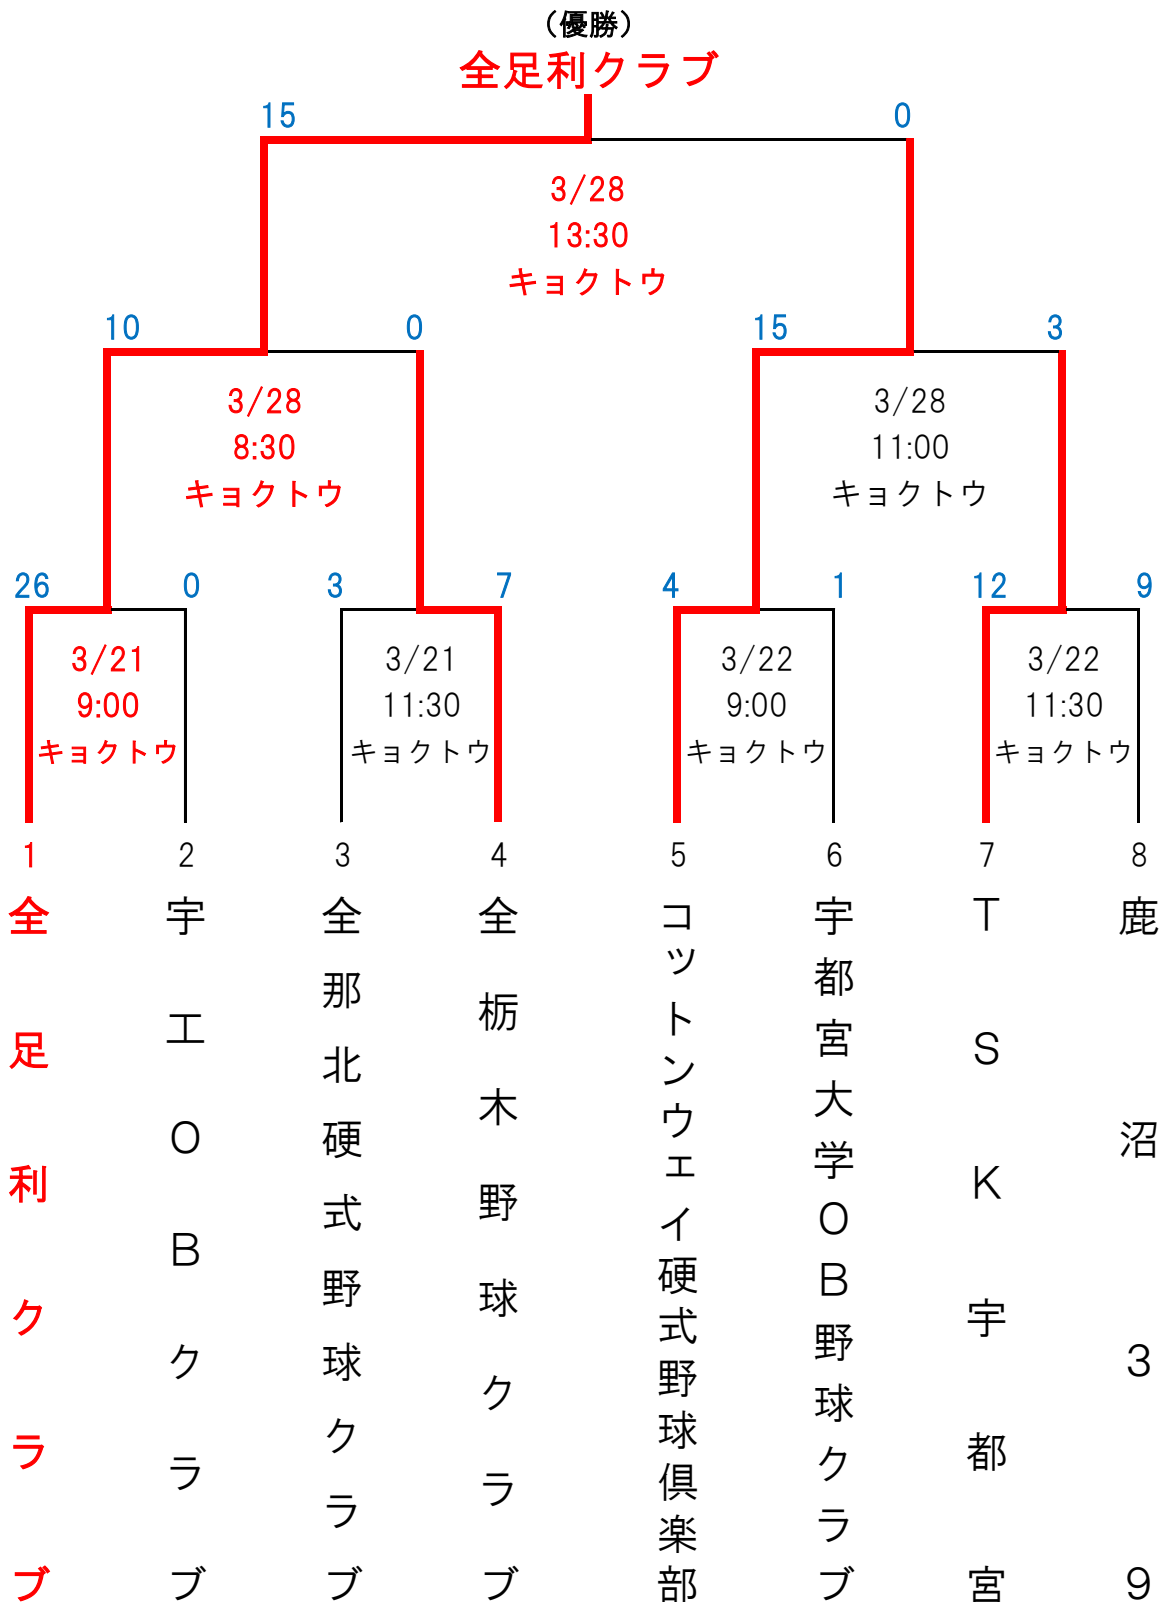 （優勝）
全足利クラブ
15
0
3/28
13:30
キョクトウ
10
0
15
3
3/28
8:30
キョクトウ
3/28
11:00
キョクトウ
26
0
3
7
4
1
12
9
3/21
9:00
キョクトウ
3/21
11:30
キョクトウ
3/22
9:00
キョクトウ
3/22
11:30
キョクトウ
1
全足利クラブ
2
宇工ＯＢクラブ
3
全那北硬式野球クラブ
4
全栃木野球クラブ
5
コットンウェイ硬式野球倶楽部
6
宇都宮大学ＯＢ野球クラブ
7
ＴＳＫ宇都宮
8
鹿沼３９